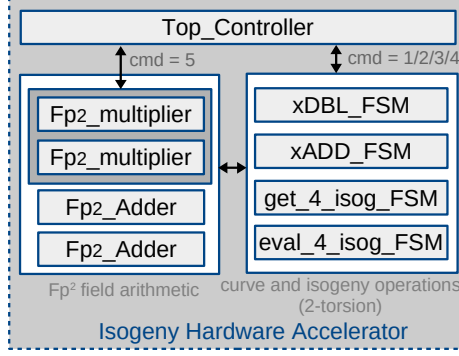 Top_Controller
cmd = 5
cmd = 1/2/3/4
Fp2_multiplier
Fp2_multiplier
Fp2_Adder
Fp2_Adder
xDBL_FSM
xADD_FSM
get_4_isog_FSM
eval_4_isog_FSM
Fp² field arithmetic
curve and isogeny operations
(2-torsion)
Isogeny Hardware Accelerator